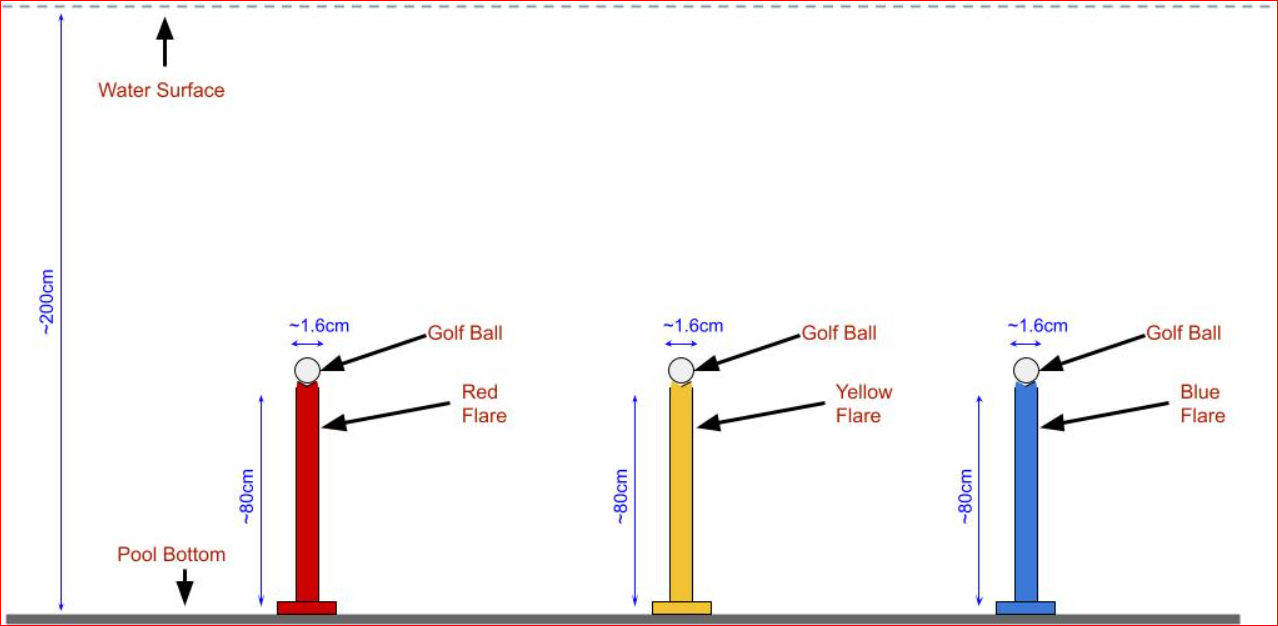 Water Surface
~200cm
~1.6cm
Golf Ball
Red
Flare
~80cm
~1.6cm
Golf Ball
Yellow
Flare
~80cm
~1.6cm
Golf Ball
Blue
Flare
~80cm
Pool Bottom